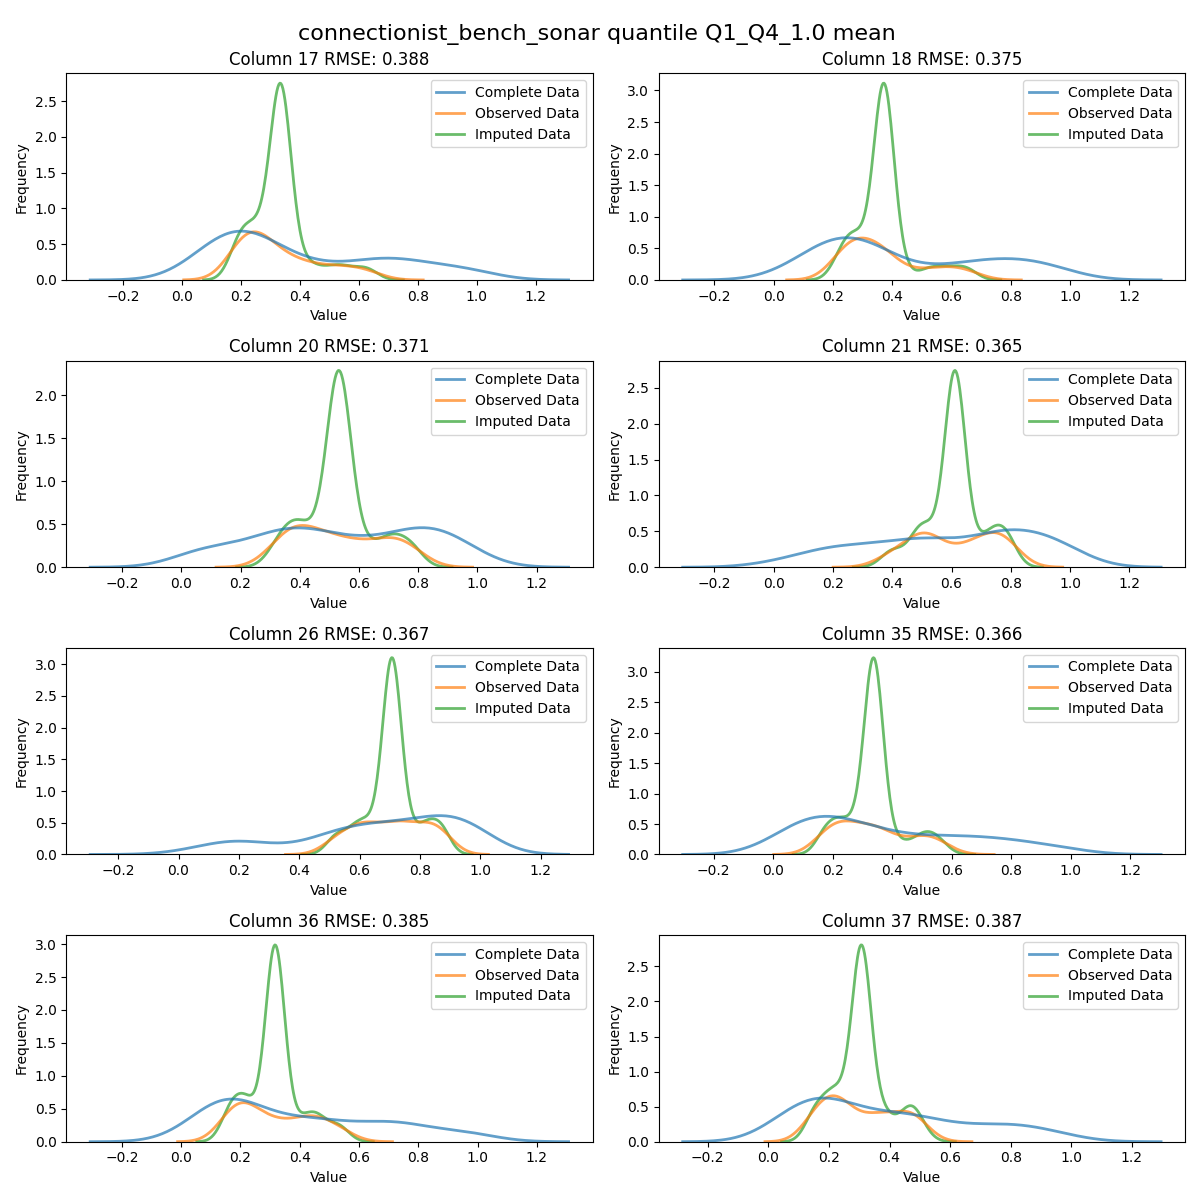 connectionist_bench_sonar quantile Q1_Q4_1.0 mean
Column 17 RMSE: 0.388
Complete Data
Observed Data
Imputed Data
Frequency
0.0 0.5 1.0 1.5 2.0 2.5
−0.2 0.0 0.2 0.4 0.6 0.8 1.0 1.2
Value
Column 18 RMSE: 0.375
Complete Data
Observed Data
Imputed Data
Frequency
0.0 0.5 1.0 1.5 2.0 2.5 3.0
−0.2 0.0 0.2 0.4 0.6 0.8 1.0 1.2
Value
Column 20 RMSE: 0.371
Complete Data
Observed Data
Imputed Data
Frequency
0.0 0.5 1.0 1.5 2.0
−0.2 0.0 0.2 0.4 0.6 0.8 1.0 1.2
Value
Column 21 RMSE: 0.365
Complete Data
Observed Data
Imputed Data
Frequency
0.0 0.5 1.0 1.5 2.0 2.5
−0.2 0.0 0.2 0.4 0.6 0.8 1.0 1.2
Value
Column 26 RMSE: 0.367
Complete Data
Observed Data
Imputed Data
Frequency
0.0 0.5 1.0 1.5 2.0 2.5 3.0
−0.2 0.0 0.2 0.4 0.6 0.8 1.0 1.2
Value
Column 35 RMSE: 0.366
Complete Data
Observed Data
Imputed Data
Frequency
0.0 0.5 1.0 1.5 2.0 2.5 3.0
−0.2 0.0 0.2 0.4 0.6 0.8 1.0 1.2
Value
Column 36 RMSE: 0.385
Complete Data
Observed Data
Imputed Data
Frequency
0.0 0.5 1.0 1.5 2.0 2.5 3.0
−0.2 0.0 0.2 0.4 0.6 0.8 1.0 1.2
Value
Column 37 RMSE: 0.387
Complete Data
Observed Data
Imputed Data
Frequency
0.0 0.5 1.0 1.5 2.0 2.5
−0.2 0.0 0.2 0.4 0.6 0.8 1.0 1.2
Value